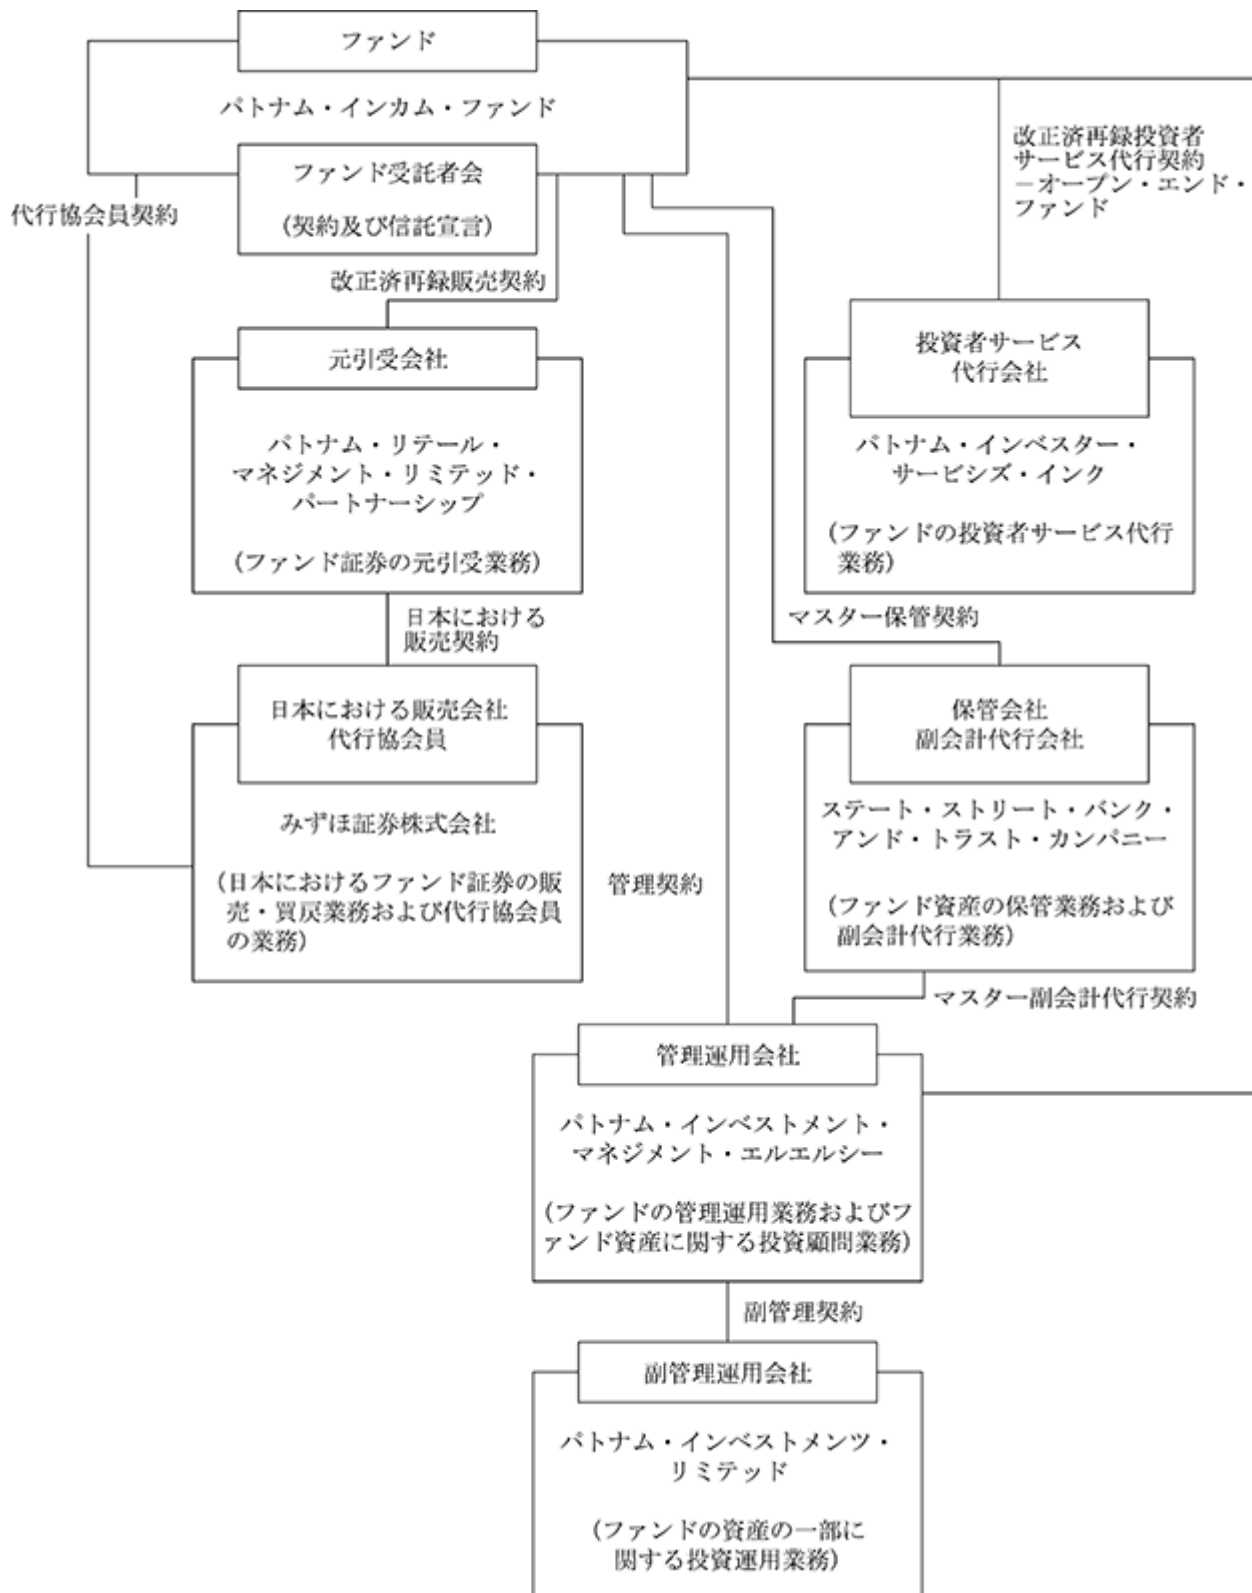 ファンド
パトナム・インカム・ファンド
ファンド受託者会
(契約及び信託宣言)
代行協会員契約
改正済再録投資者
サービス代行契約
－オープン・エンド・
ファンド
改正済再録販売契約
元引受会社
パトナム・リテール・
マネジメント・リミテッド・
パートナーシップ
(ファンド証券の元引受業務)
投資者サービス
代行会社
パトナム・インベスター・
サービシズ・インク
(ファンドの投資者サービス代行
業務)
日本における
販売契約
マスター保管契約
日本における販売会社
代行協会員
みずほ証券株式会社
(日本におけるファンド証券の販
売・買戻業務および代行協会員
の業務)
保管会社
副会計代行会社
ステート・ストリート・バンク・
アンド・トラスト・カンパニー
(ファンド資産の保管業務および
副会計代行業務)
管理契約
マスター副会計代行契約
管理運用会社
パトナム・インベストメント・
マネジメント・エルエルシー
(ファンドの管理運用業務およびフ
ァンド資産に関する投資顧問業務)
副管理契約
副管理運用会社
パトナム・インベストメンツ・
リミテッド
(ファンドの資産の一部に
関する投資運用業務)